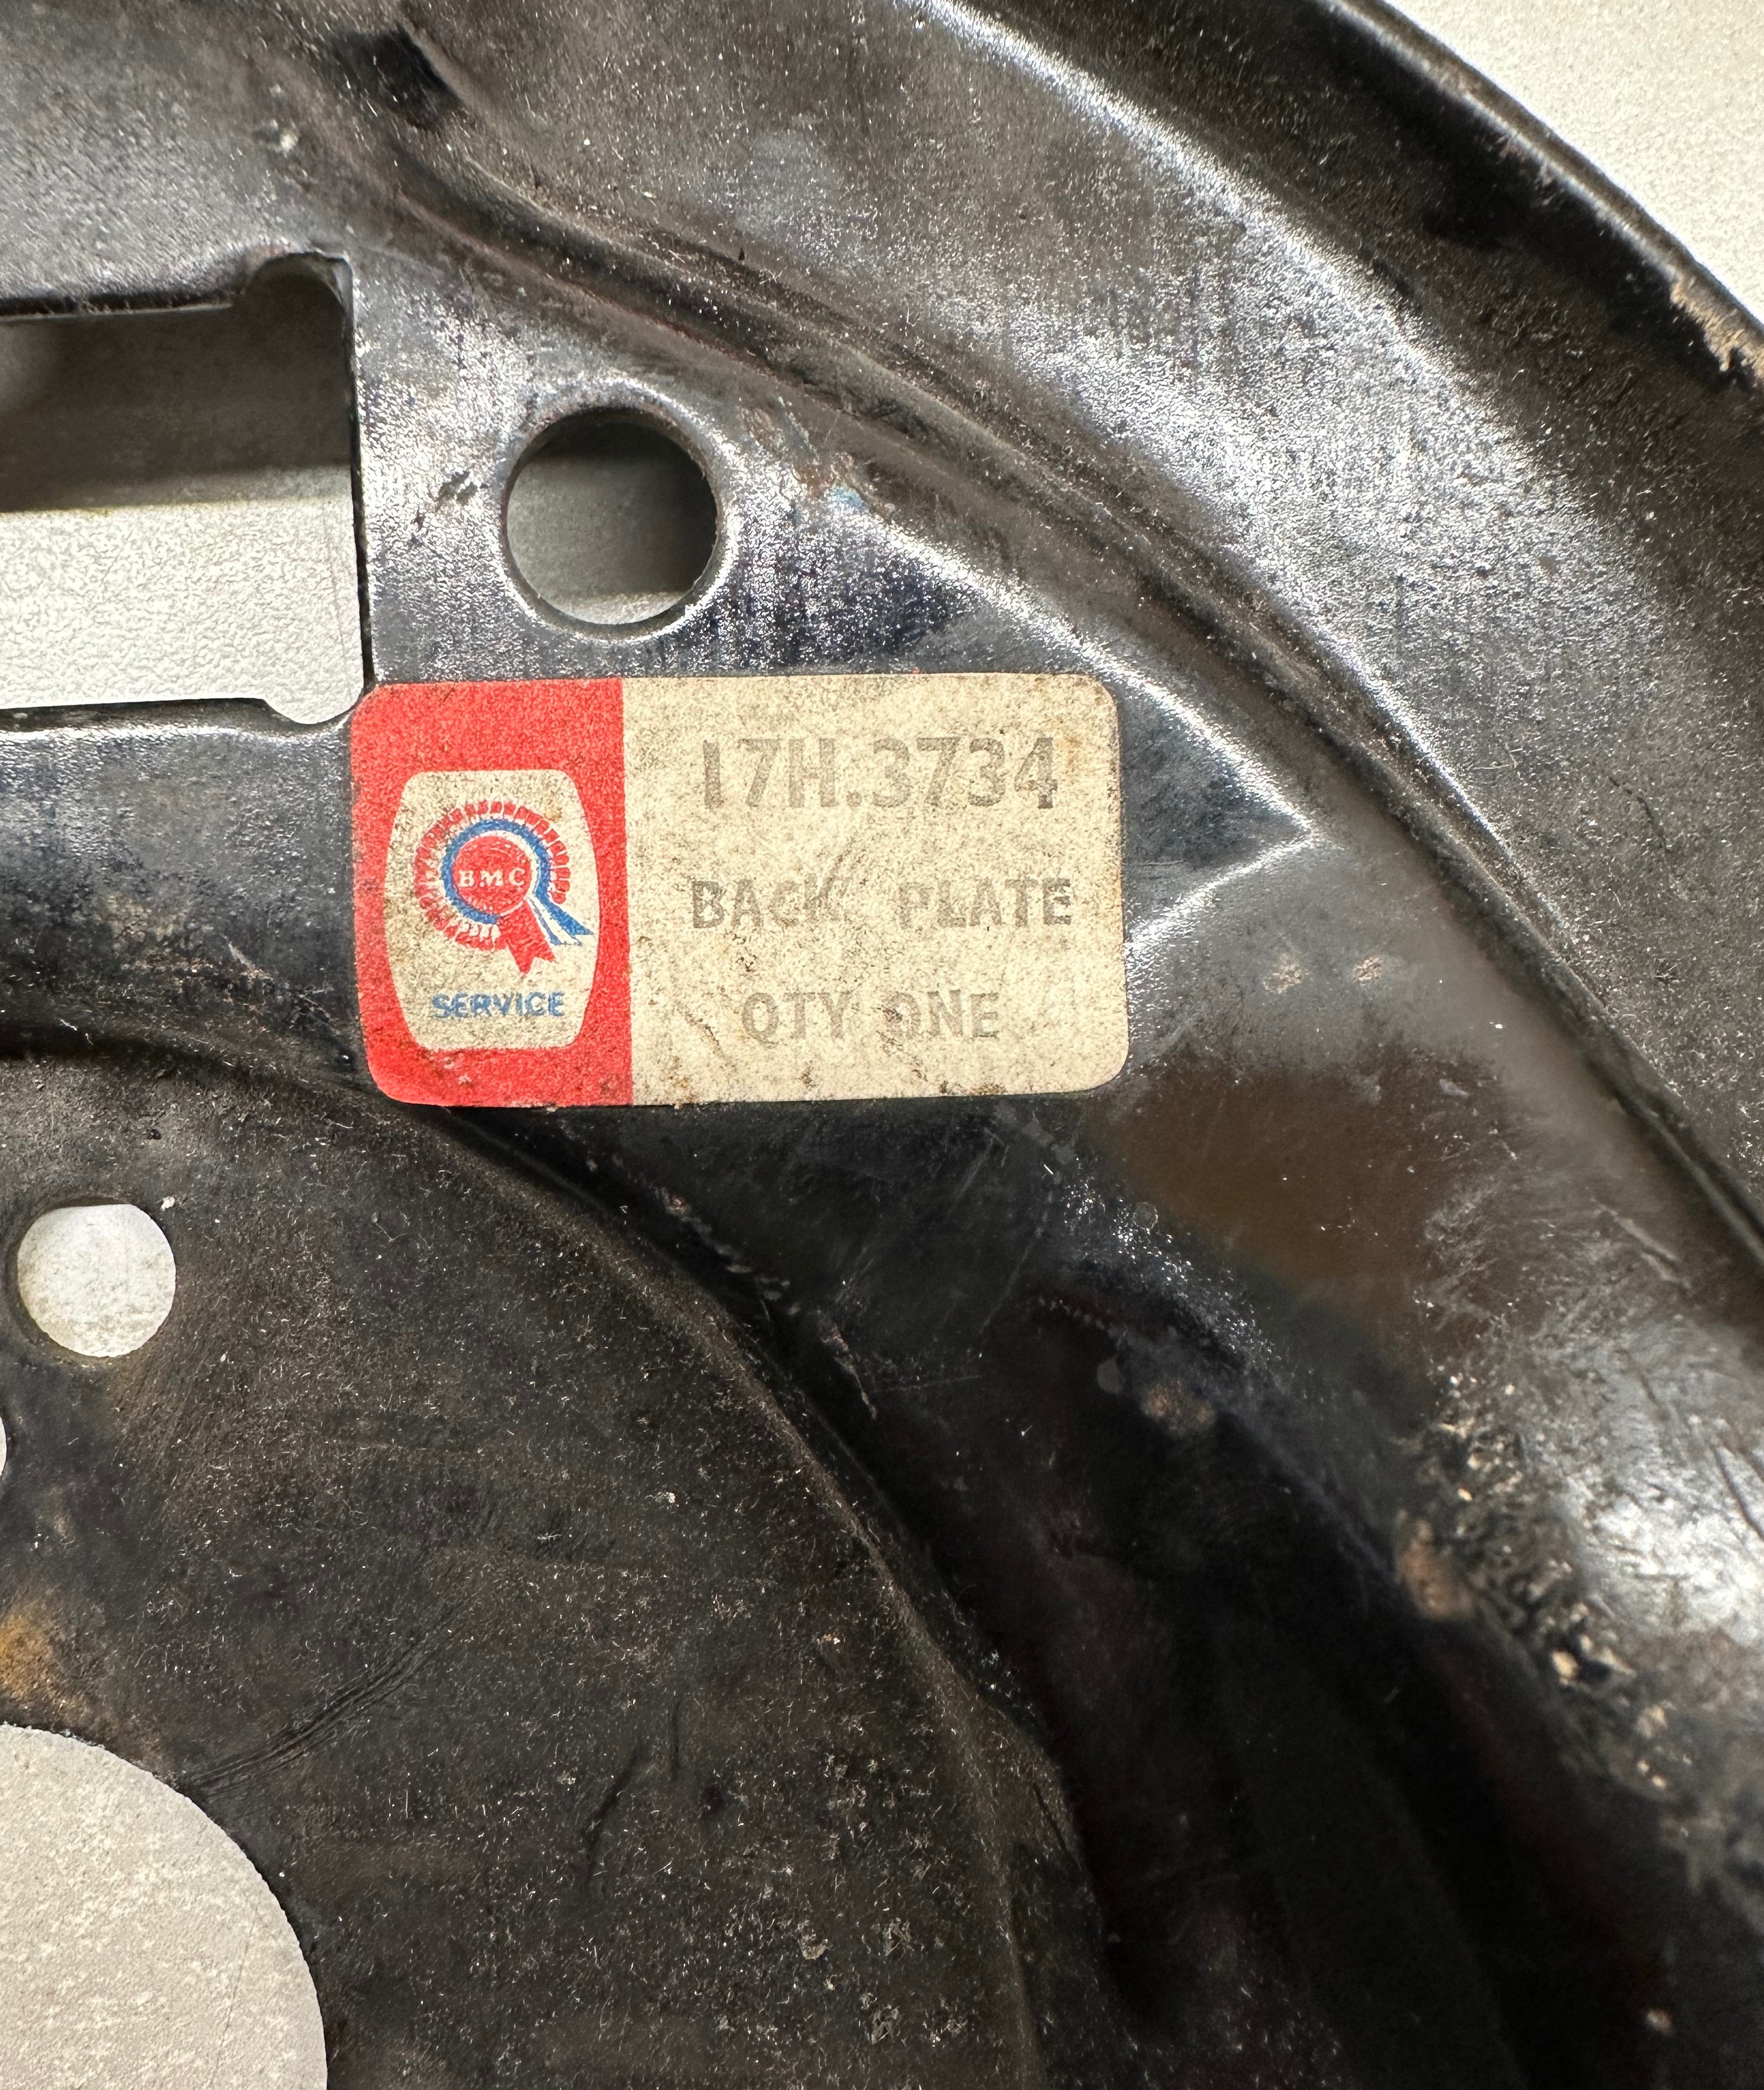 17H.3734
BACK PLATE
QTY ONE
BMC
SERVICE